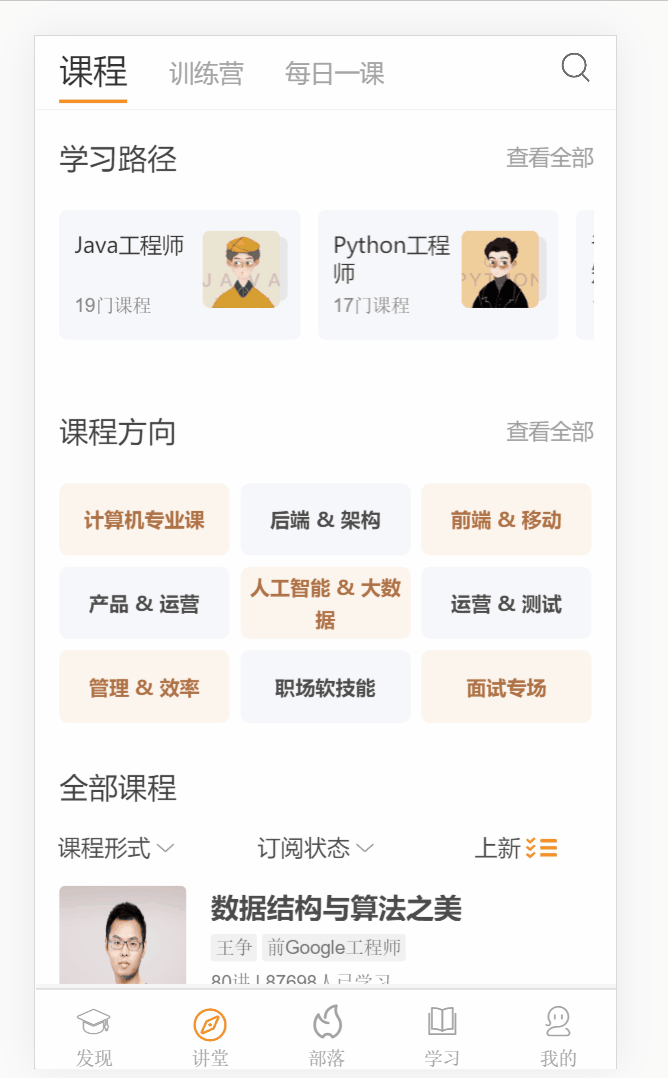 课程 训练营 每日一课
学习路径 查看全部
Java工程师
19门课程
JAVA
Python工程
师
17门课程
PYTHON
课程方向 查看全部
计算机专业课 后端 & 架构 前端 & 移动
产品 & 运营 人工智能 & 大数
据 运营 & 测试
管理 & 效率 职场软技能 面试专场
全部课程
课程形式 订阅状态 上新
数据结构与算法之美
王争 前Google工程师
80讲 | 87698人已学习
发现 讲堂 部落 学习 我的